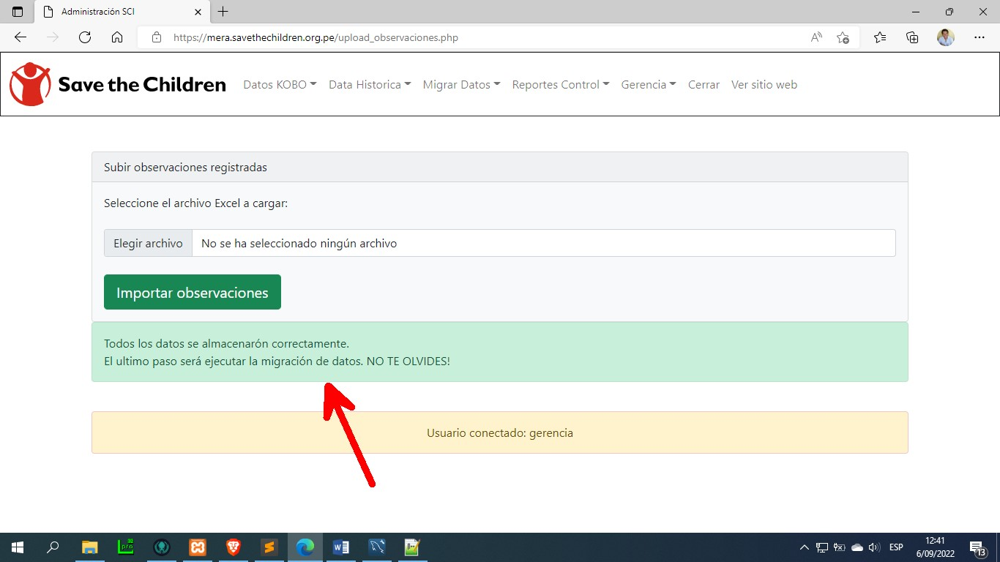 Administración SCI
https://mera.savethechildren.org.pe/upload_observaciones.php
Save the Children Datos KOBO Data Historica Migrar Datos Reportes Control Gerencia Cerrar Ver sitio web
Subir observaciones registradas
Seleccione el archivo Excel a cargar:
Elegir archivo No se ha seleccionado ningún archivo
Importar observaciones
Todos los datos se almacenarón correctamente.
El ultimo paso será ejecutar la migración de datos. NO TE OLVIDES!
Usuario conectado: gerencia
ESP
12:41
6/09/2022
13